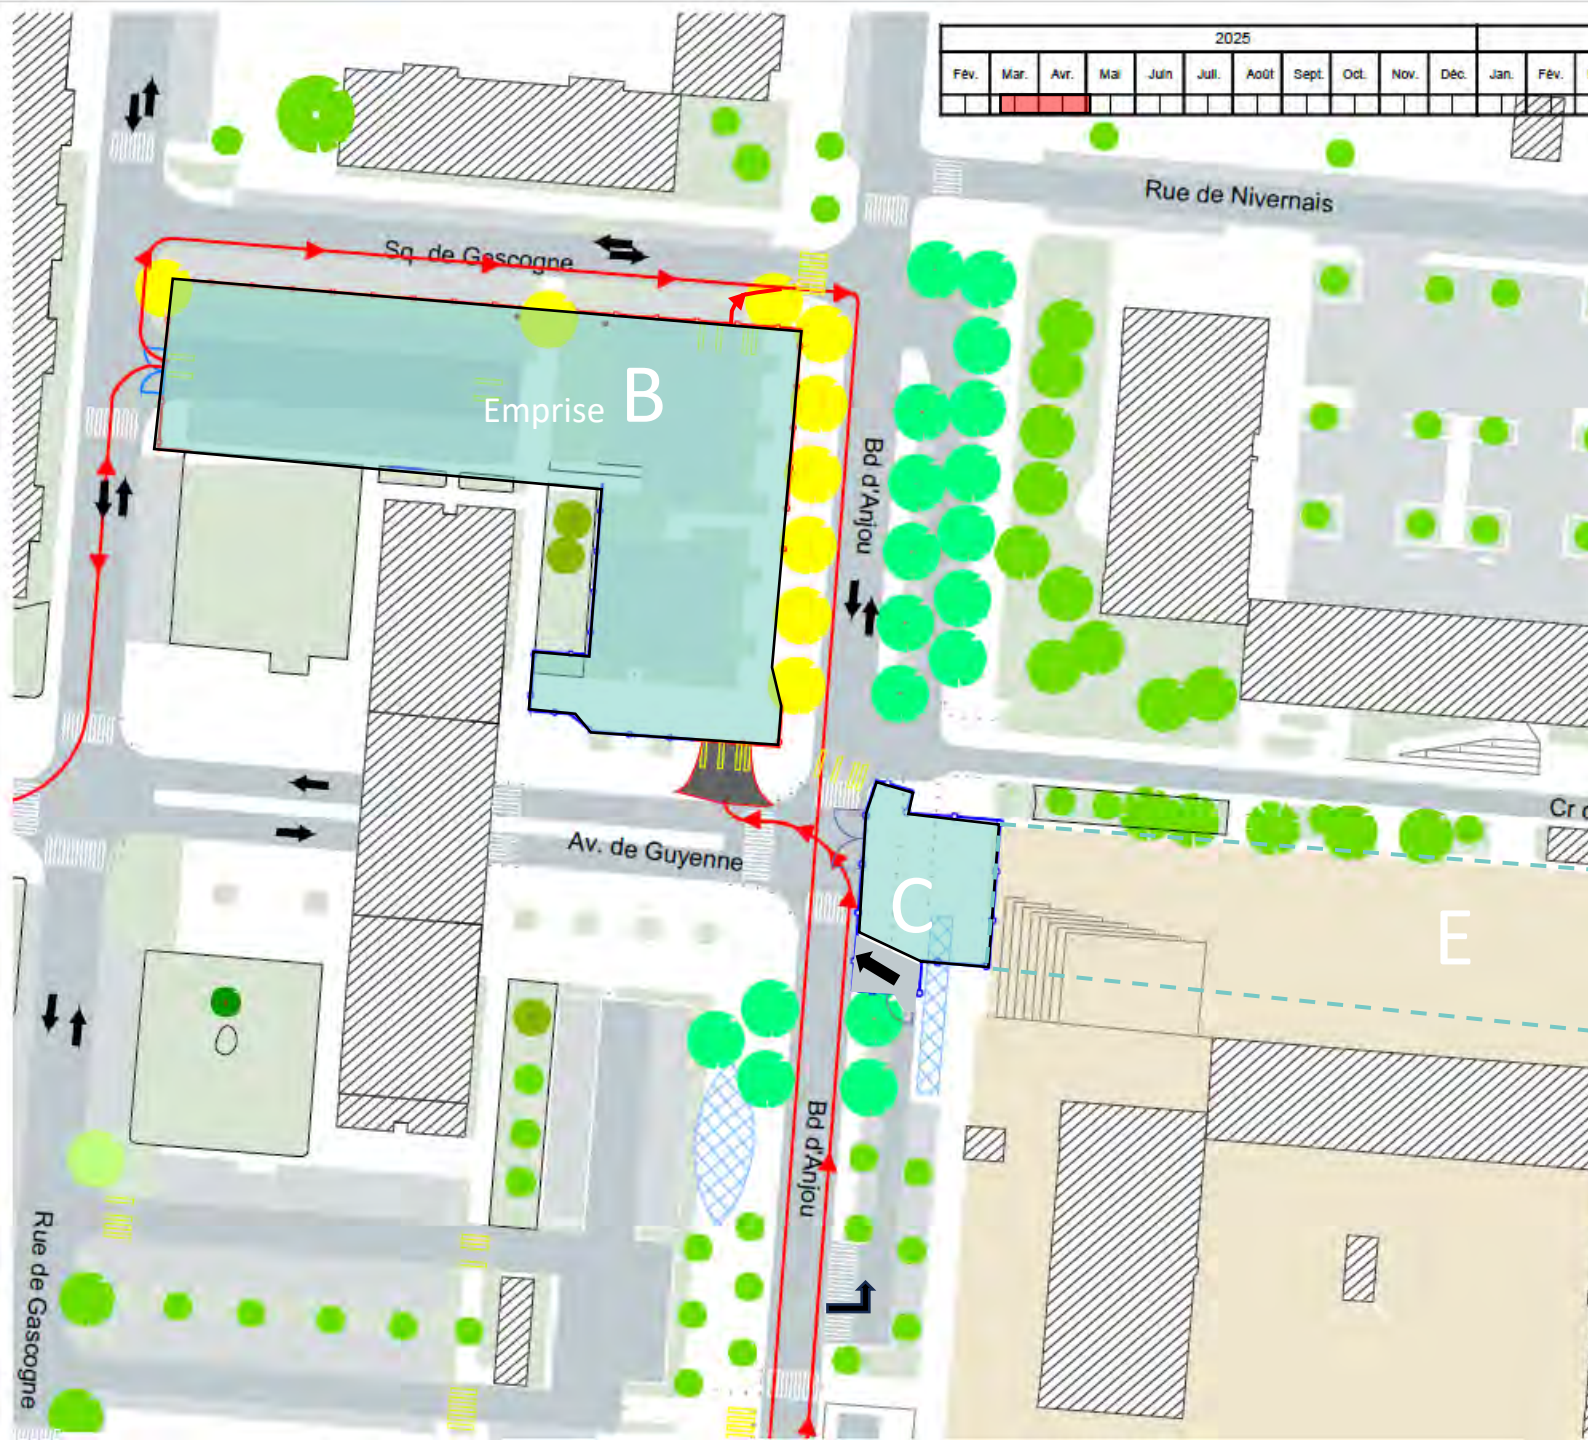 2025
Fév. Mar. Avr. Mai Juin Juil. Août Sept. Oct. Nov. Déc. Jan. Fév.
Rue de Nivernais
Sq. de Gascogne
Emprise B
Bd d'Anjou
Cr
Av. de Guyenne
C
E
Bd d'Anjou
Rue de Gascogne